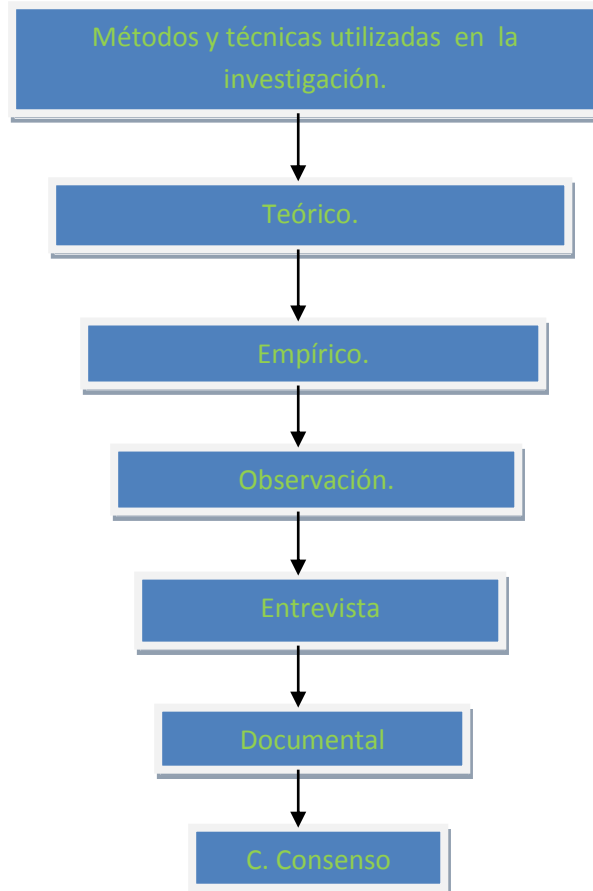 Métodos y técnicas utilizadas en la
investigación.
Teórico.
Empírico.
Observación.
Entrevista
Documental
C. Consenso